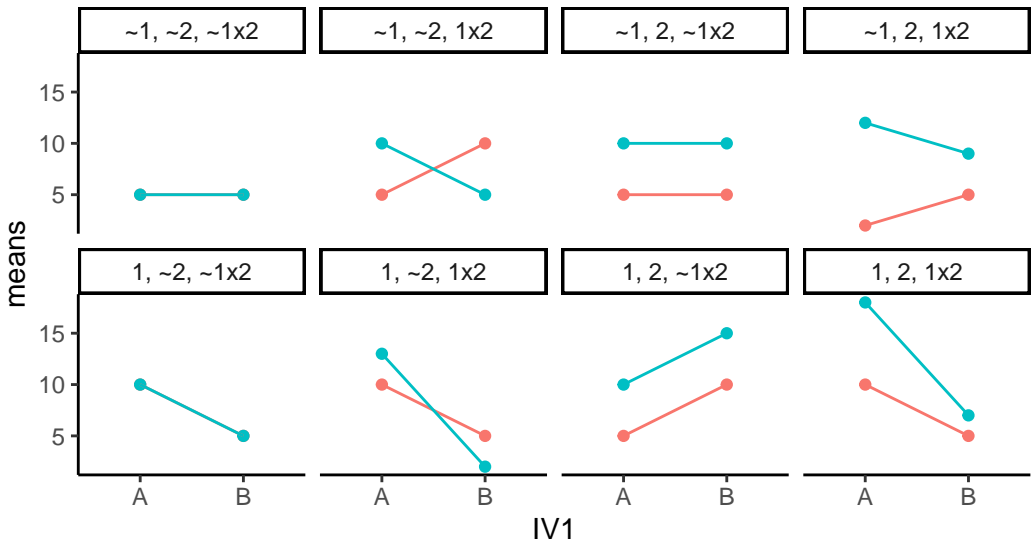 ~1, ~2, ~1x2
~1, ~2, 1x2
~1, 2, ~1x2
~1, 2, 1x2
15
10
5
1, ~2, ~1x2
1, ~2, 1x2
1, 2, ~1x2
1, 2, 1x2
15
10
5
means
A
B
A
B
A
B
A
B
IV1